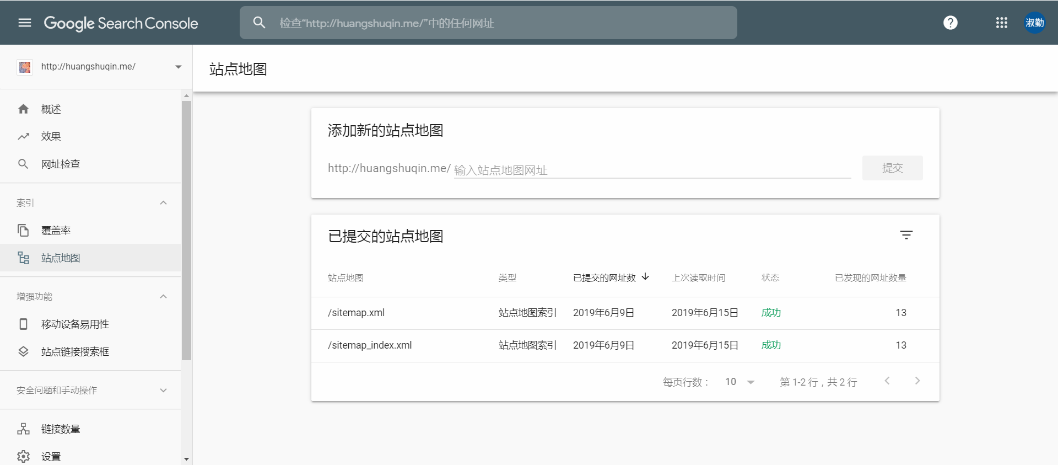 Google Search Console
检查"http://huangshuqin.me/"中的任何网址
淑勤
http://huangshuqin.me/
站点地图
概述
效果
网址检查
索引
覆盖率
站点地图
增强功能
移动设备易用性
站点链接搜索框
安全问题和手动操作
链接数量
设置
添加新的站点地图
http://huangshuqin.me/ 输入站点地图网址 提交
已提交的站点地图
站点地图 类型 已提交的网址数 上次读取时间 状态 已发现的网址数量
/sitemap.xml 站点地图索引 2019年6月9日 2019年6月15日 成功 13
/sitemap_index.xml 站点地图索引 2019年6月9日 2019年6月15日 成功 13
每页行数： 10 第 1-2 行，共 2 行